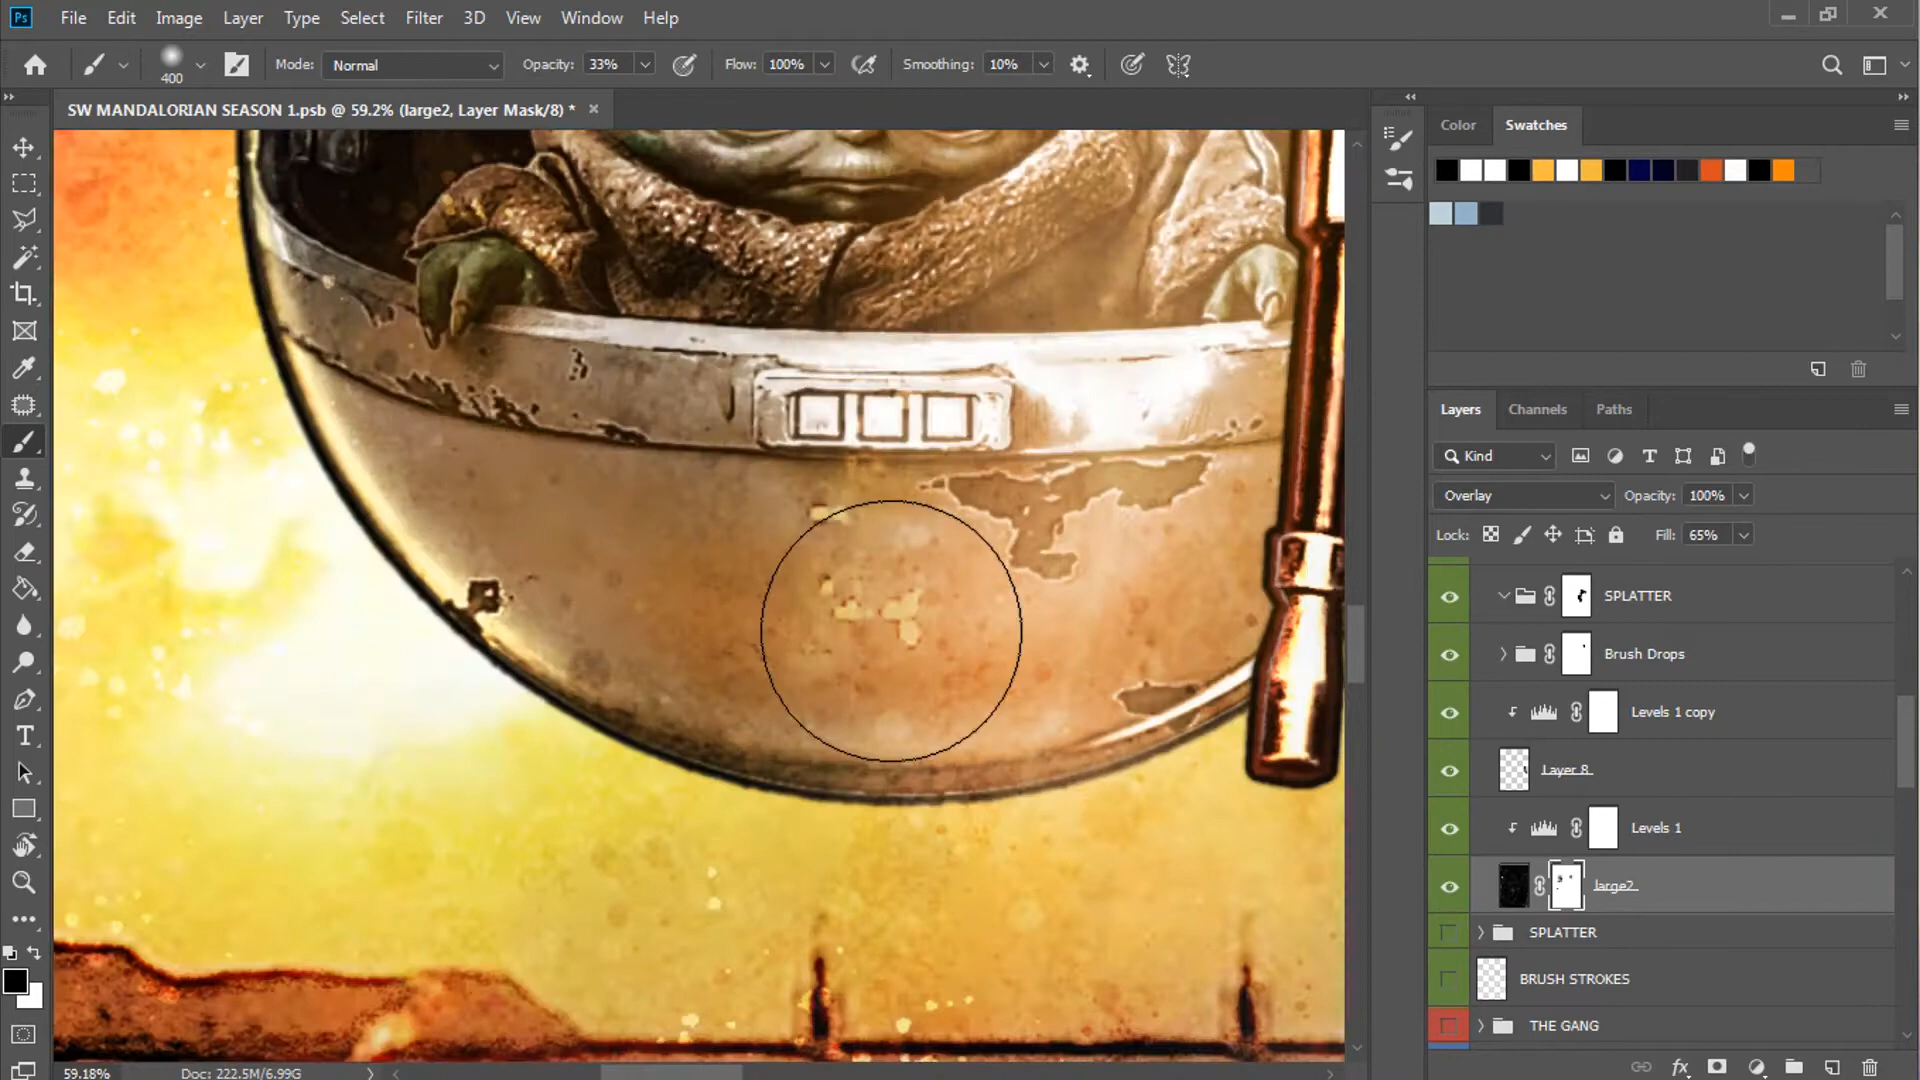 Ps File Edit Image Layer Type Select Filter 3D View Window Help
400 Mode: Normal Opacity: 33% Flow: 100% Smoothing: 10%
SW MANDALORIAN SEASON 1.psb @ 59.2% (large2, Layer Mask/8) * ×
Color Swatches
Layers Channels Paths
Kind
Overlay Opacity: 100%
Lock: Fill: 65%
SPLATTER
Brush Drops
Levels 1 copy
Layer 8
Levels 1
large2
SPLATTER
BRUSH STROKES
THE GANG
59.18% Doc: 222.5M/6.99G